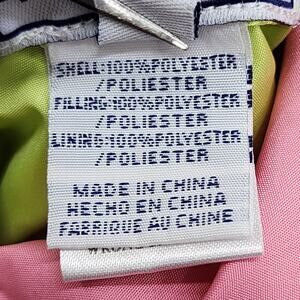 SHELL:100%POLYESTER
/POLIESTER
FILLING:100%POLYESTER
/POLIESTER
LINING:100%POLYESTER
/POLIESTER
MADE IN CHINA
HECHO EN CHINA
FABRIQUE AU CHINE